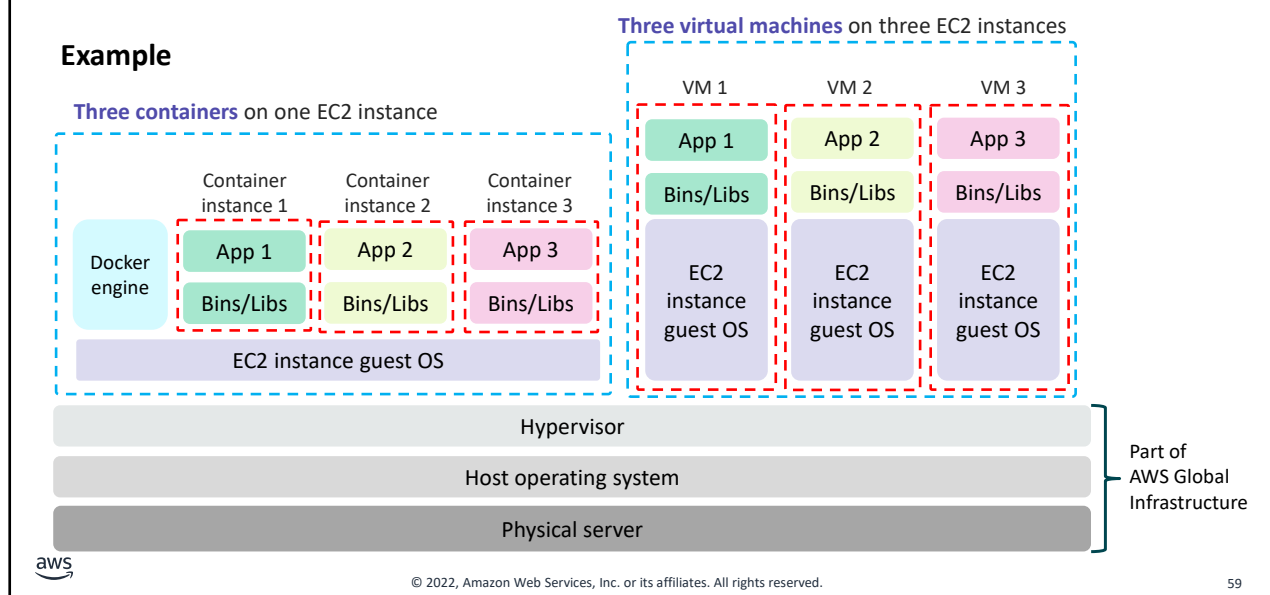 Example
Three containers on one EC2 instance
Docker
engine
Container
instance 1
Container
instance 2
Container
instance 3
App 1
App 2
App 3
Bins/Libs
Bins/Libs
Bins/Libs
EC2 instance guest OS
Three virtual machines on three EC2 instances
VM 1
VM 2
VM 3
App 1
App 2
App 3
Bins/Libs
Bins/Libs
Bins/Libs
EC2
instance
guest OS
EC2
instance
guest OS
EC2
instance
guest OS
Hypervisor
Host operating system
Physical server
Part of
AWS Global
Infrastructure
aws
© 2022, Amazon Web Services, Inc. or its affiliates. All rights reserved.
59